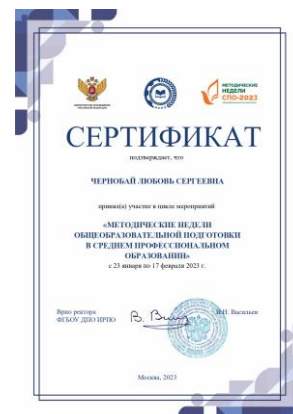 МЕТОДИЧЕСКИЕ
НЕДЕЛИ
СПО-2023
СЕРТИФИКАТ
подтверждает, что
ЧЕРНОБАЙ ЛЮБОВЬ СЕРГЕЕВНА
принял(а) участие в цикле мероприятий
«МЕТОДИЧЕСКИЕ НЕДЕЛИ
ОБЩЕОБРАЗОВАТЕЛЬНОЙ ПОДГОТОВКИ
В СРЕДНЕМ ПРОФЕССИОНАЛЬНОМ
ОБРАЗОВАНИИ»
с 23 января по 17 февраля 2023 г.
Врио ректора
ФГБОУ ДПО ИРПО
Васильев
Москва, 2023